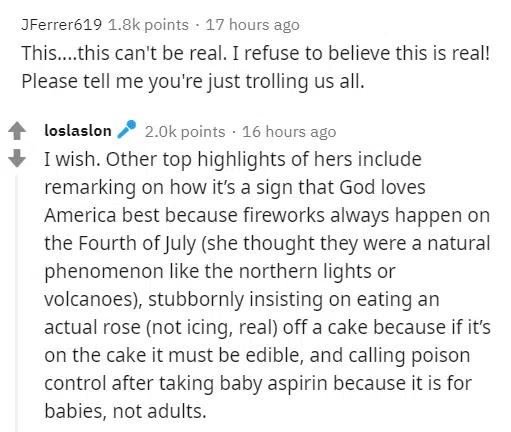 JFerrer619 1.8k points · 17 hours ago
This....this can't be real. I refuse to believe this is real!
Please tell me you're just trolling us all.
loslaslon 2.0k points · 16 hours ago
I wish. Other top highlights of hers include
remarking on how it’s a sign that God loves
America best because fireworks always happen on
the Fourth of July (she thought they were a natural
phenomenon like the northern lights or
volcanoes), stubbornly insisting on eating an
actual rose (not icing, real) off a cake because if it’s
on the cake it must be edible, and calling poison
control after taking baby aspirin because it is for
babies, not adults.